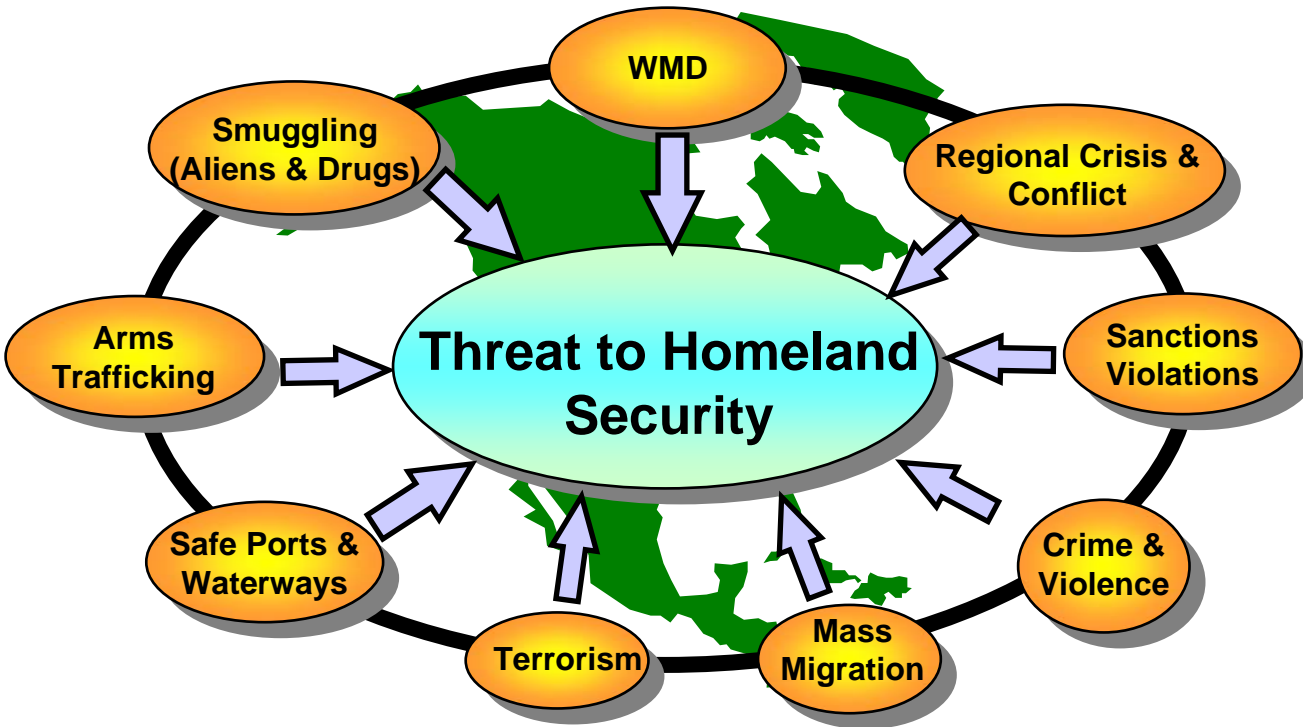 WMD
Smuggling
(Aliens & Drugs)
Regional Crisis &
Conflict
Arms
Trafficking
Threat to Homeland
Security
Sanctions
Violations
Safe Ports &
Waterways
Crime &
Violence
Terrorism
Mass
Migration